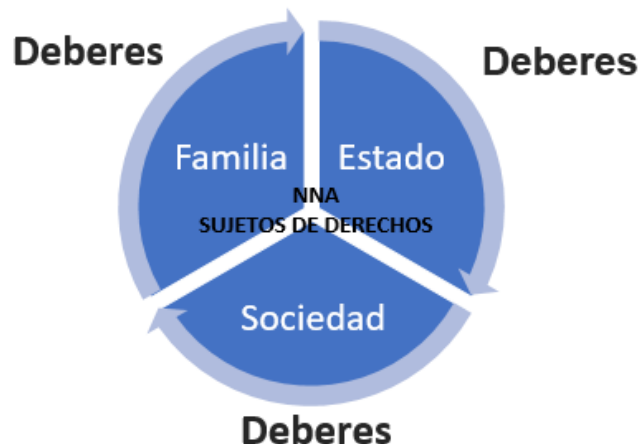 Deberes
Deberes
Familia
Estado
NNA
SUJETOS DE DERECHOS
Sociedad
Deberes